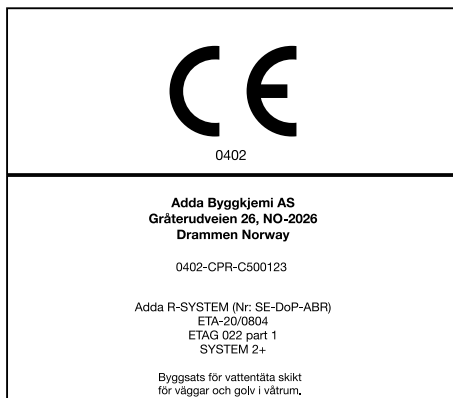 CE
0402
Adda Byggkjemi AS
Gråterudveien 26, NO-2026
Drammen Norway
0402-CPR-C500123
Adda R-SYSTEM (Nr: SE-DoP-ABR)
ETA-20/0804
ETAG 022 part 1
SYSTEM 2+
Byggsats för vattentäta skikt
för väggar och golv i våtrum.